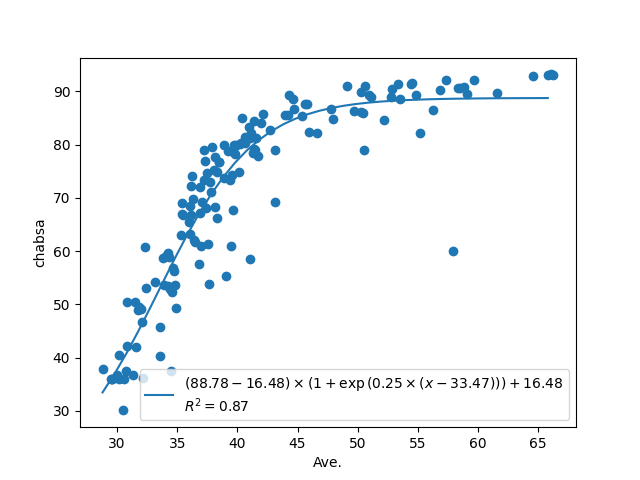 90
80
70
60
50
40
30
chabsa
(88.78 − 16.48) × (1 + exp (0.25 × (x − 33.47))) + 16.48
R² = 0.87
30 35 40 45 50 55 60 65
Ave.